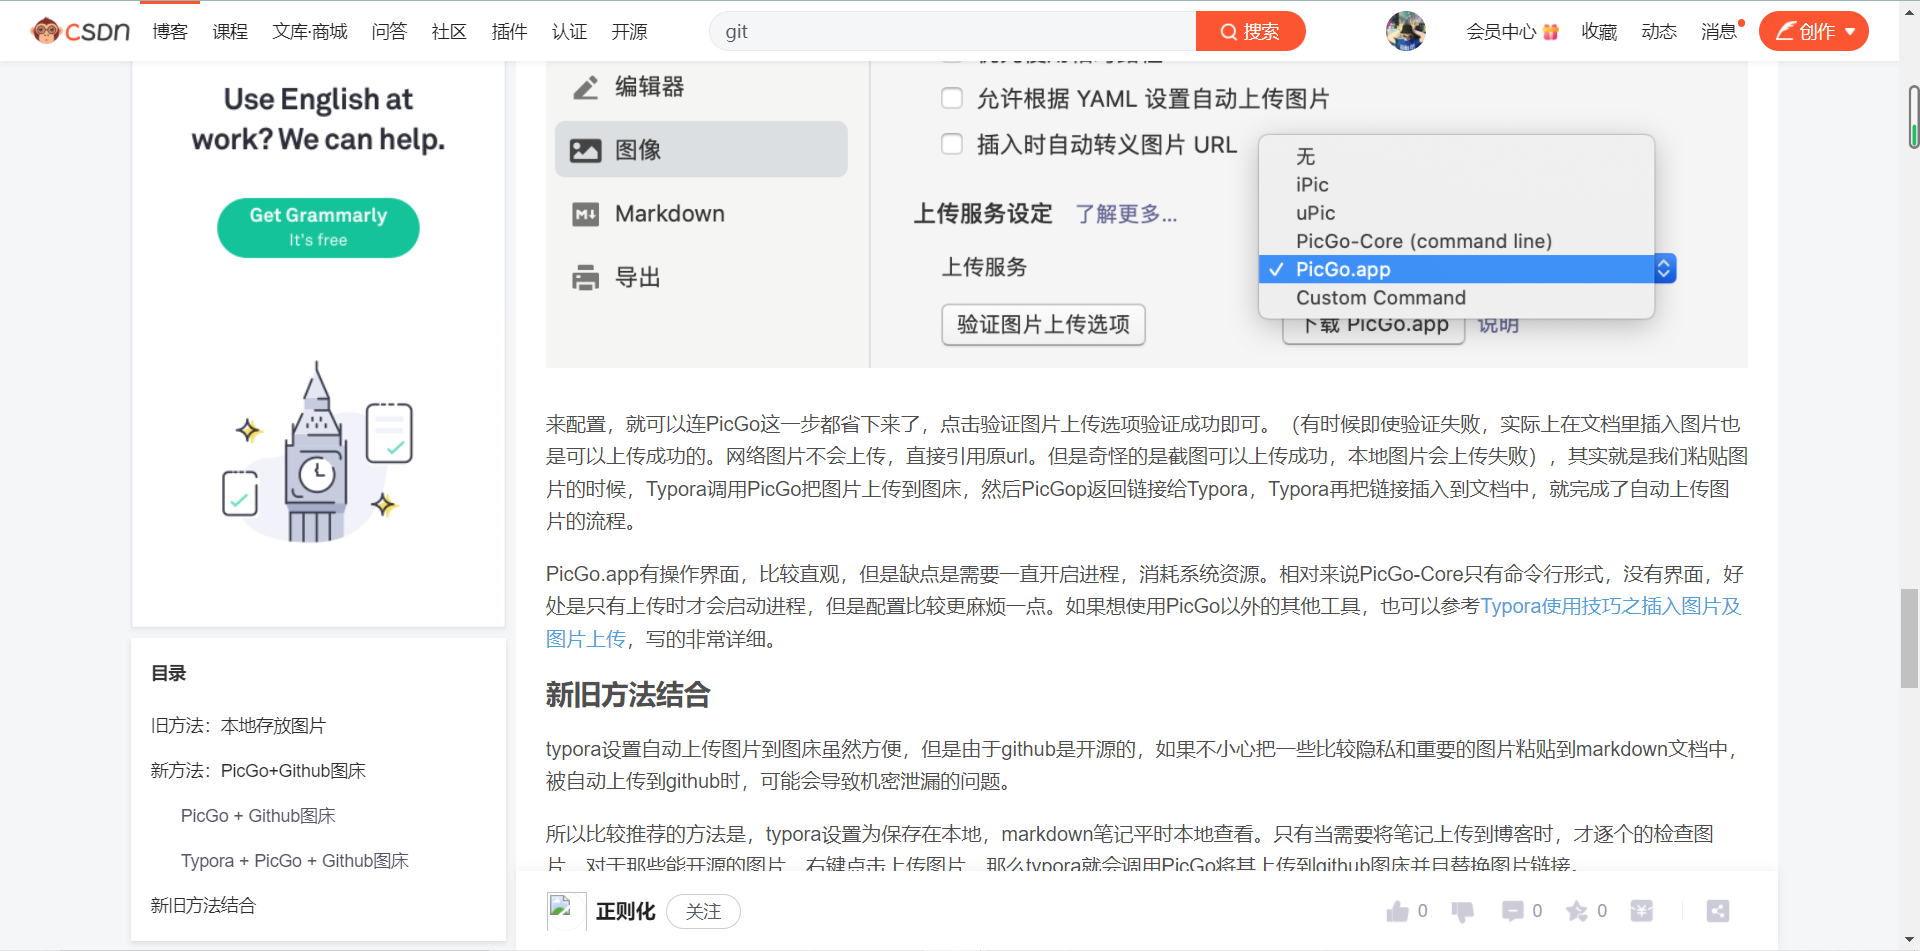 CSDN 博客 课程 文库·商城 问答 社区 插件 认证 开源 git 搜索 会员中心 收藏 动态 消息 创作
Use English at
work? We can help.
Get Grammarly
It's free
目录
旧方法：本地存放图片
新方法：PicGo+Github图床
PicGo + Github图床
Typora + PicGo + Github图床
新旧方法结合
编辑器
图像
Markdown
导出
允许根据 YAML 设置自动上传图片
插入时自动转义图片 URL
上传服务设定 了解更多...
上传服务
无
iPic
uPic
PicGo-Core (command line)
✓ PicGo.app
Custom Command
验证图片上传选项 下载 PicGo.app 说明
来配置，就可以连PicGo这一步都省下来了，点击验证图片上传选项验证成功即可。（有时候即使验证失败，实际上在文档里插入图片也
是可以上传成功的。网络图片不会上传，直接引用原url。但是奇怪的是截图可以上传成功，本地图片会上传失败），其实就是我们粘贴图
片的时候，Typora调用PicGo把图片上传到图床，然后PicGop返回链接给Typora，Typora再把链接插入到文档中，就完成了自动上传图
片的流程。
PicGo.app有操作界面，比较直观，但是缺点是需要一直开启进程，消耗系统资源。相对来说PicGo-Core只有命令行形式，没有界面，好
处是只有上传时才会启动进程，但是配置比较更麻烦一点。如果想使用PicGo以外的其他工具，也可以参考Typora使用技巧之插入图片及
图片上传，写的非常详细。
新旧方法结合
typora设置自动上传图片到图床虽然方便，但是由于github是开源的，如果不小心把一些比较隐私和重要的图片粘贴到markdown文档中，
被自动上传到github时，可能会导致机密泄漏的问题。
所以比较推荐的方法是，typora设置为保存在本地，markdown笔记平时本地查看。只有当需要将笔记上传到博客时，才逐个的检查图
片，对于那些能开源的图片，右键点击上传图片，那么typora就会调用PicGo将其上传到github图床并且替换图片链接。
正则化 关注 0 0 0